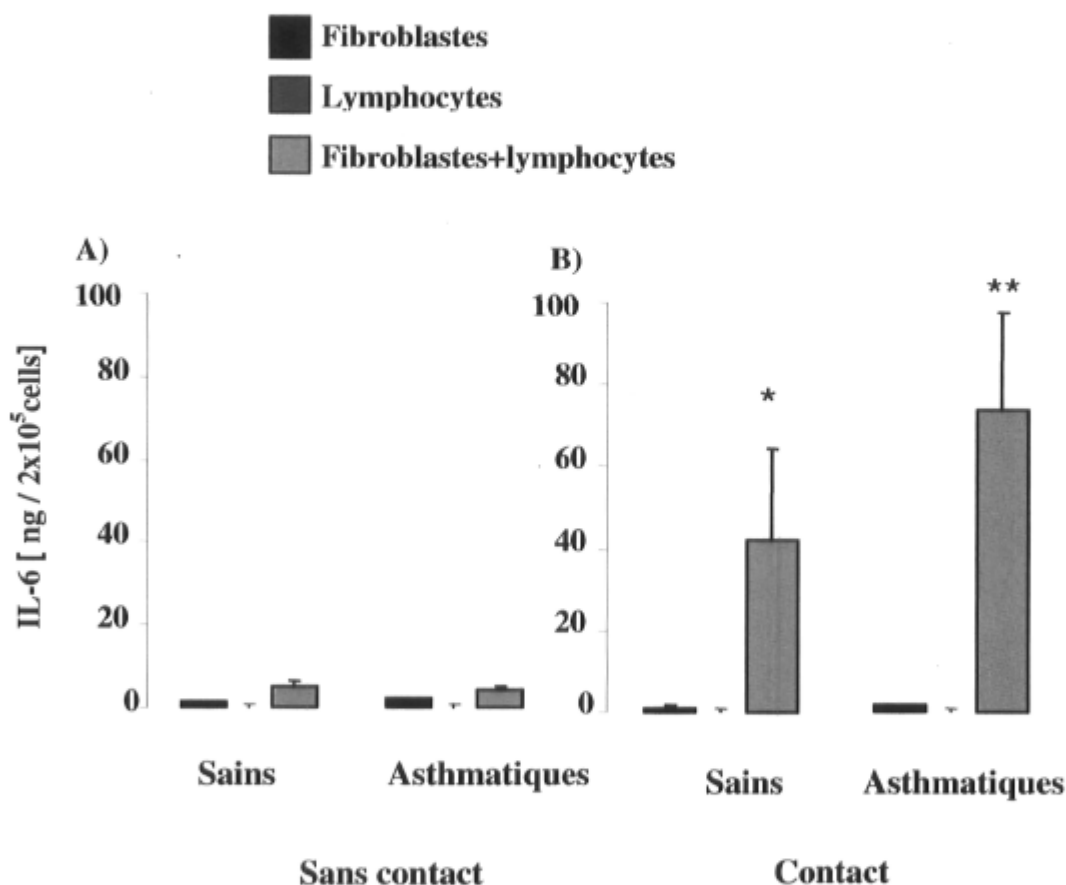 Fibroblastes
Lymphocytes
Fibroblastes+lymphocytes
A)
B)
IL-6 [ ng / 2x10⁵cells]
100
80
60
40
20
0
100
80
60
40
20
0
*
**
Sains
Asthmatiques
Sains
Asthmatiques
Sans contact
Contact